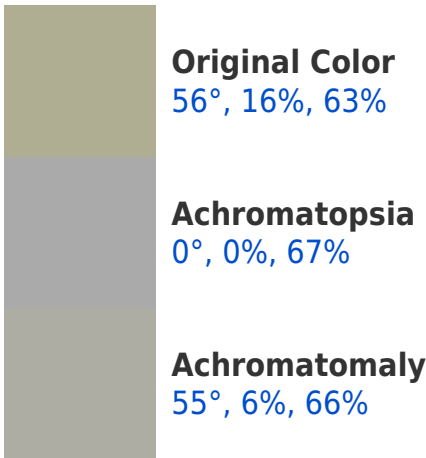 Original Color
56°, 16%, 63%
Achromatopsia
0°, 0%, 67%
Achromatomaly
55°, 6%, 66%